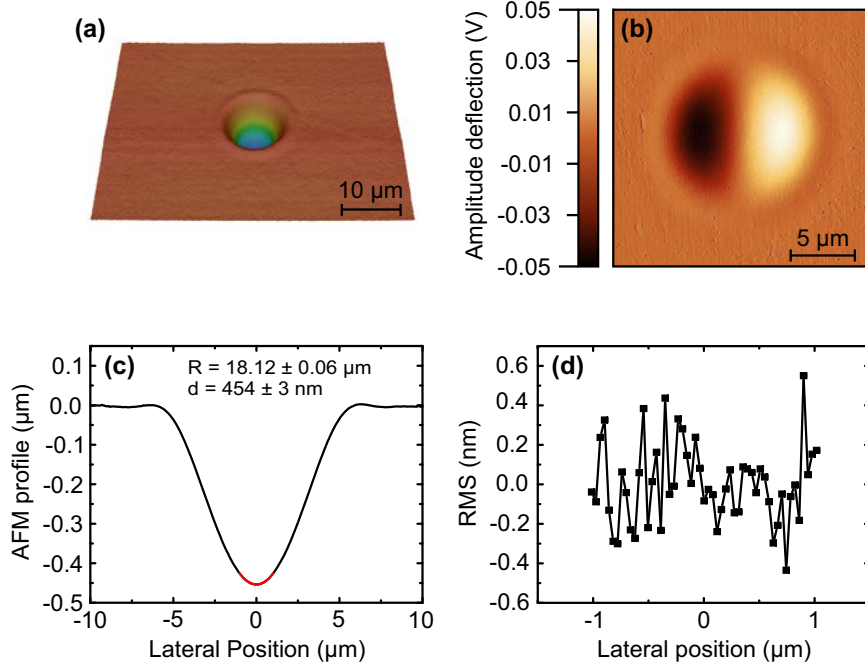 (a)
10 µm
Amplitude deflection (V)
0.05
0.03
0.01
-0.01
-0.03
-0.05
(b)
5 µm
(c)
R = 18.12 ± 0.06 µm
d = 454 ± 3 nm
AFM profile (µm)
0.1
0.0
-0.1
-0.2
-0.3
-0.4
-0.5
-10
-5
0
5
10
Lateral Position (µm)
(d)
RMS (nm)
0.6
0.4
0.2
0.0
-0.2
-0.4
-0.6
-1
0
1
Lateral position (µm)